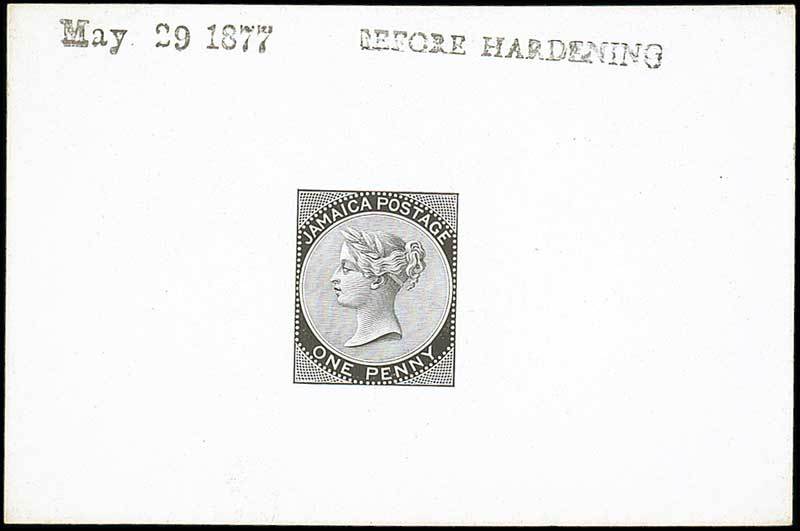 May 29 1877 BEFORE HARDENING
JAMAICA POSTAGE
ONE PENNY